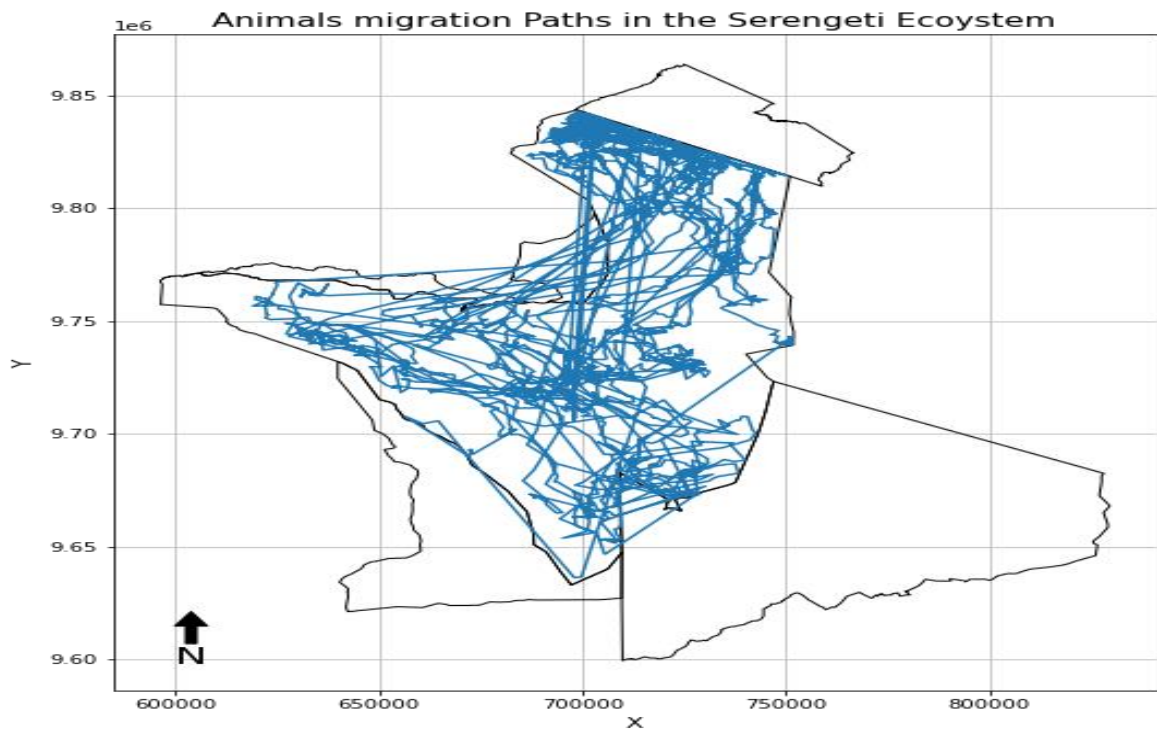 Animals migration Paths in the Serengeti Ecoystem
1e6
9.85
9.80
9.75
Y
9.70
9.65
9.60
N
600000 650000 700000 750000 800000
X